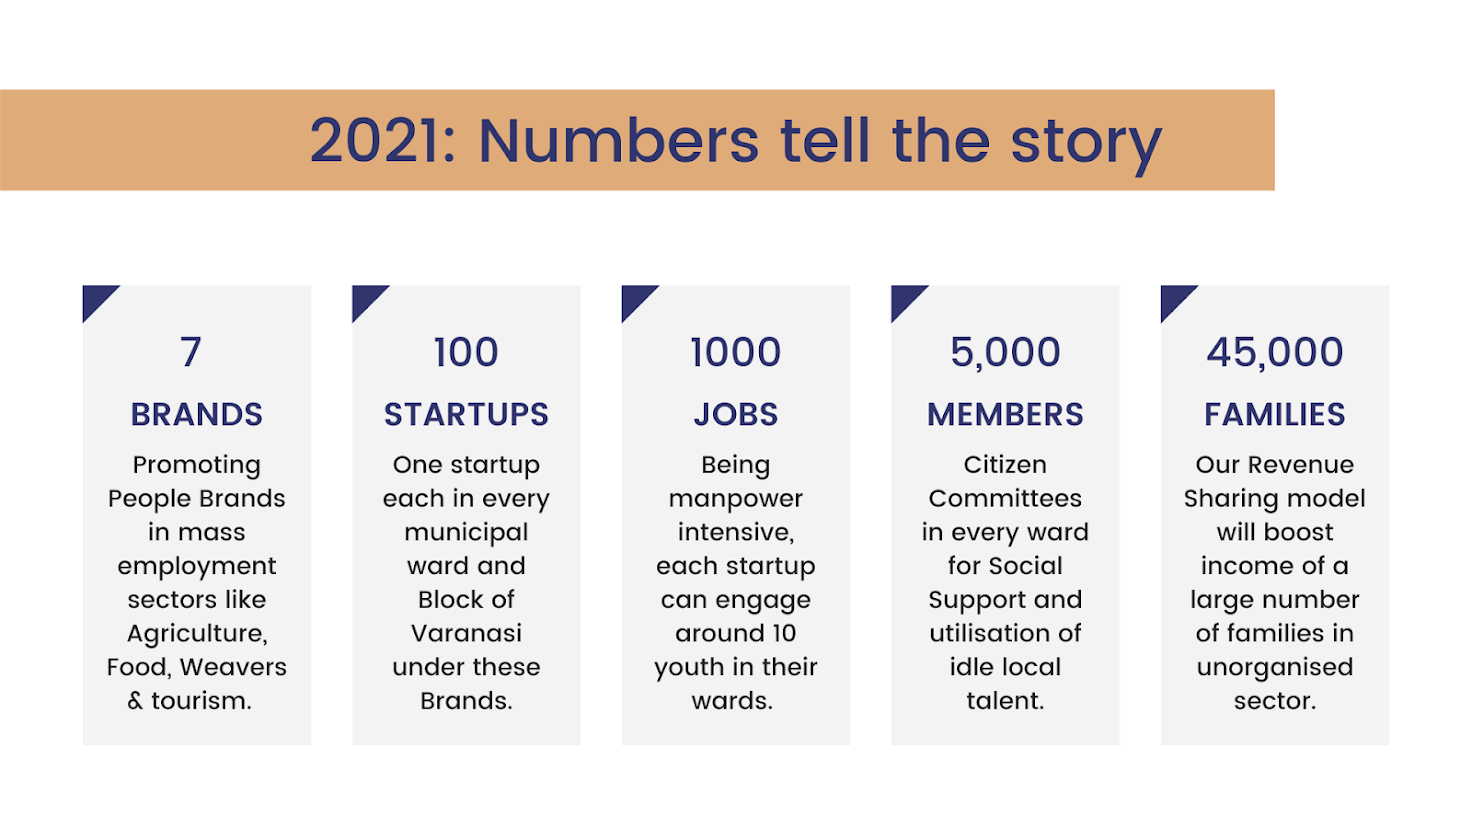 2021: Numbers tell the story
7
BRANDS
Promoting
People Brands
in mass
employment
sectors like
Agriculture,
Food, Weavers
& tourism.
100
STARTUPS
One startup
each in every
municipal
ward and
Block of
Varanasi
under these
Brands.
1000
JOBS
Being
manpower
intensive,
each startup
can engage
around 10
youth in their
wards.
5,000
MEMBERS
Citizen
Committees
in every ward
for Social
Support and
utilisation of
idle local
talent.
45,000
FAMILIES
Our Revenue
Sharing model
will boost
income of a
large number
of families in
unorganised
sector.